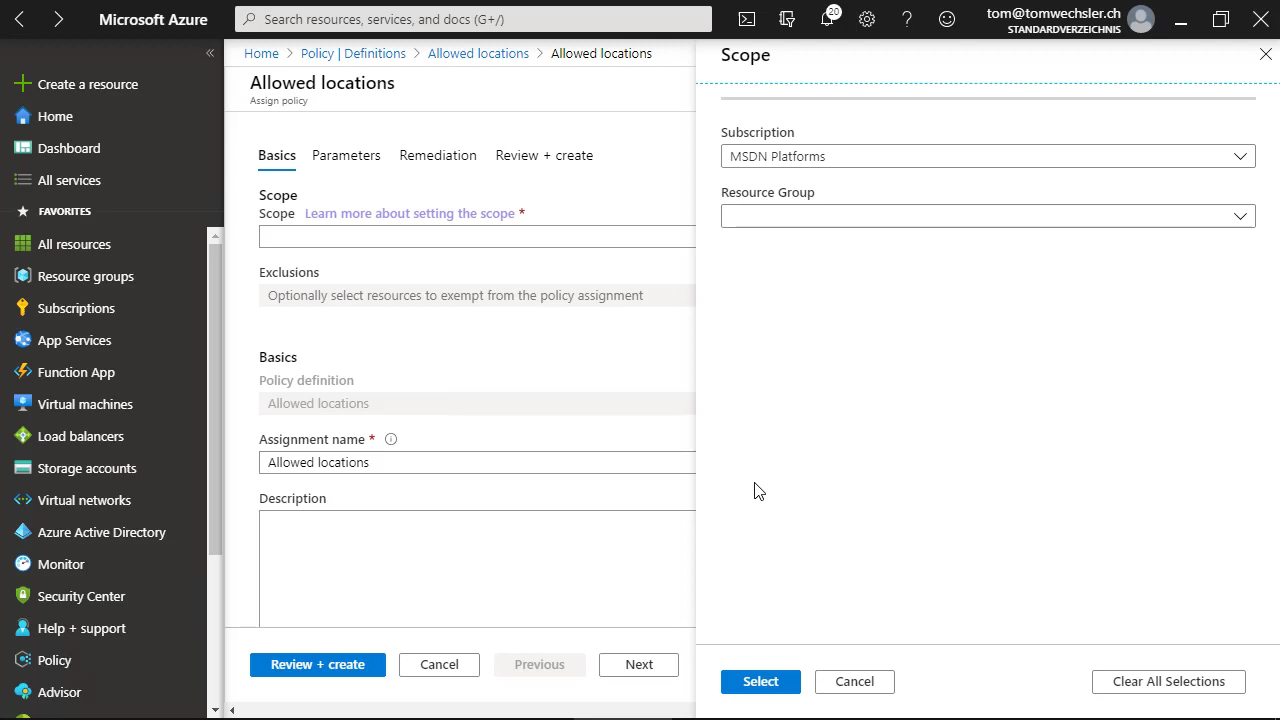 Microsoft Azure
Search resources, services, and docs (G+/)
20
tom@tomwechsler.ch
STANDARDVERZEICHNIS
Create a resource
Home
Dashboard
All services
FAVORITES
All resources
Resource groups
Subscriptions
App Services
Function App
Virtual machines
Load balancers
Storage accounts
Virtual networks
Azure Active Directory
Monitor
Security Center
Help + support
Policy
Advisor
Home > Policy | Definitions > Allowed locations > Allowed locations
Allowed locations
Assign policy
Basics Parameters Remediation Review + create
Scope
Scope Learn more about setting the scope *
Exclusions
Optionally select resources to exempt from the policy assignment
Basics
Policy definition
Allowed locations
Assignment name *
Allowed locations
Description
Review + create Cancel Previous Next
Scope
Subscription
MSDN Platforms
Resource Group
Select Cancel Clear All Selections